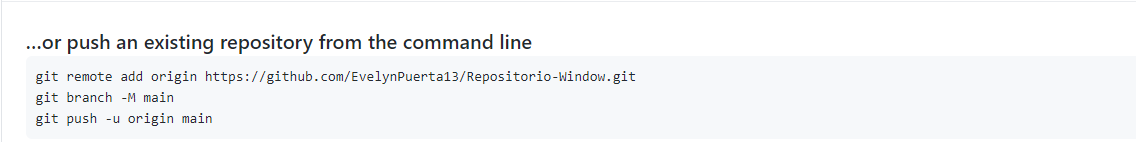 ...or push an existing repository from the command line
git remote add origin https://github.com/EvelynPuerta13/Repositorio-Window.git
git branch -M main
git push -u origin main